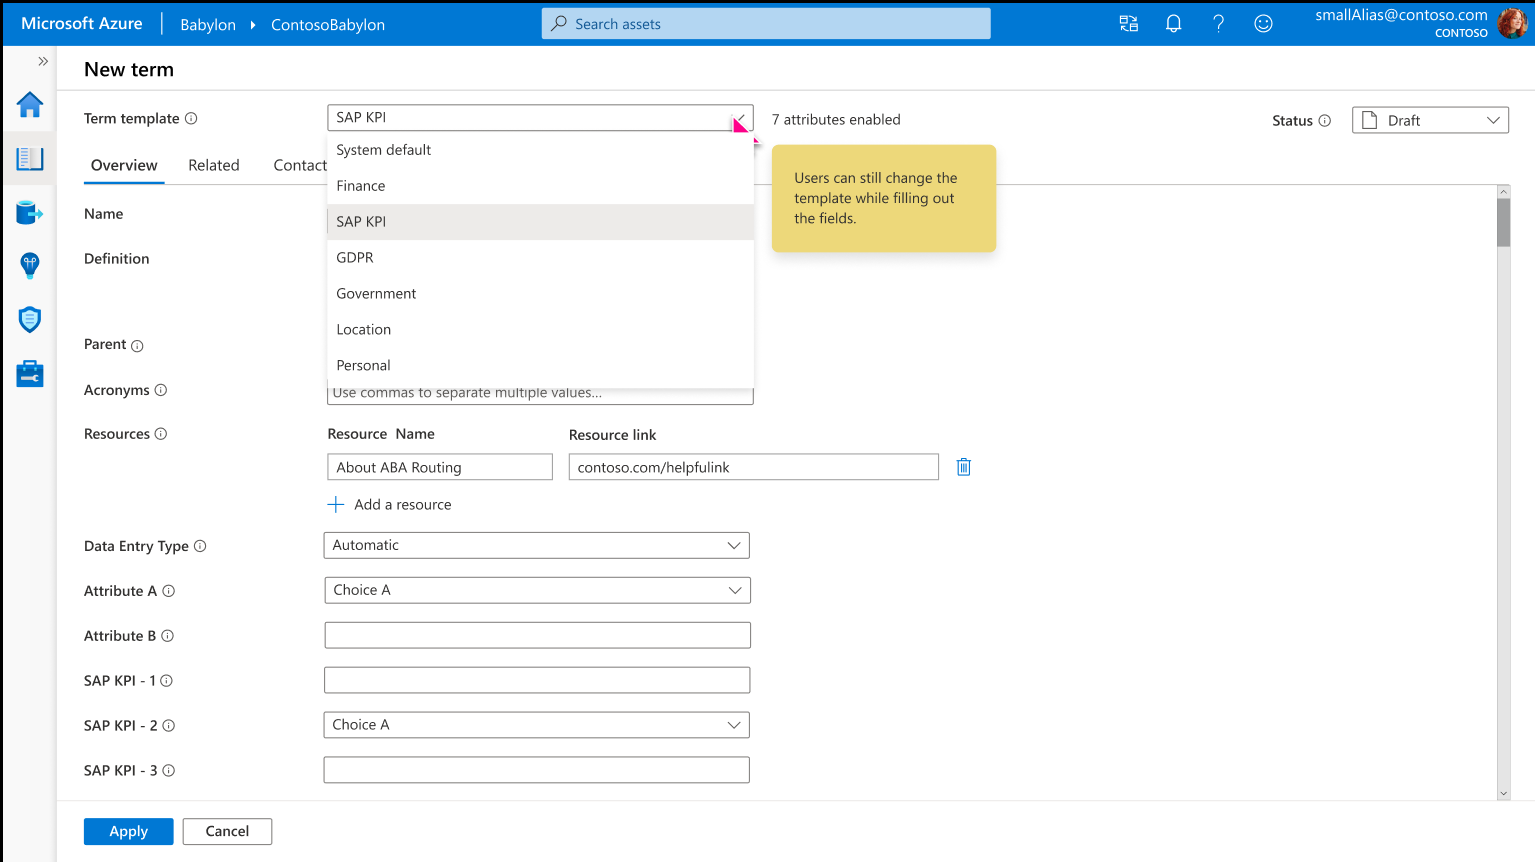 Microsoft Azure
Babylon
ContosoBabylon
Search assets
smallAlias@contoso.com
CONTOSO
New term
Term template
SAP KPI
7 attributes enabled
Status
Draft
Overview
Related
Contact
System default
Finance
SAP KPI
GDPR
Government
Location
Personal
Users can still change the
template while filling out
the fields.
Name
Definition
Parent
Acronyms
Use commas to separate multiple values...
Resources
Resource Name
Resource link
About ABA Routing
contoso.com/helpfulink
Add a resource
Data Entry Type
Automatic
Attribute A
Choice A
Attribute B
SAP KPI - 1
SAP KPI - 2
Choice A
SAP KPI - 3
Apply
Cancel